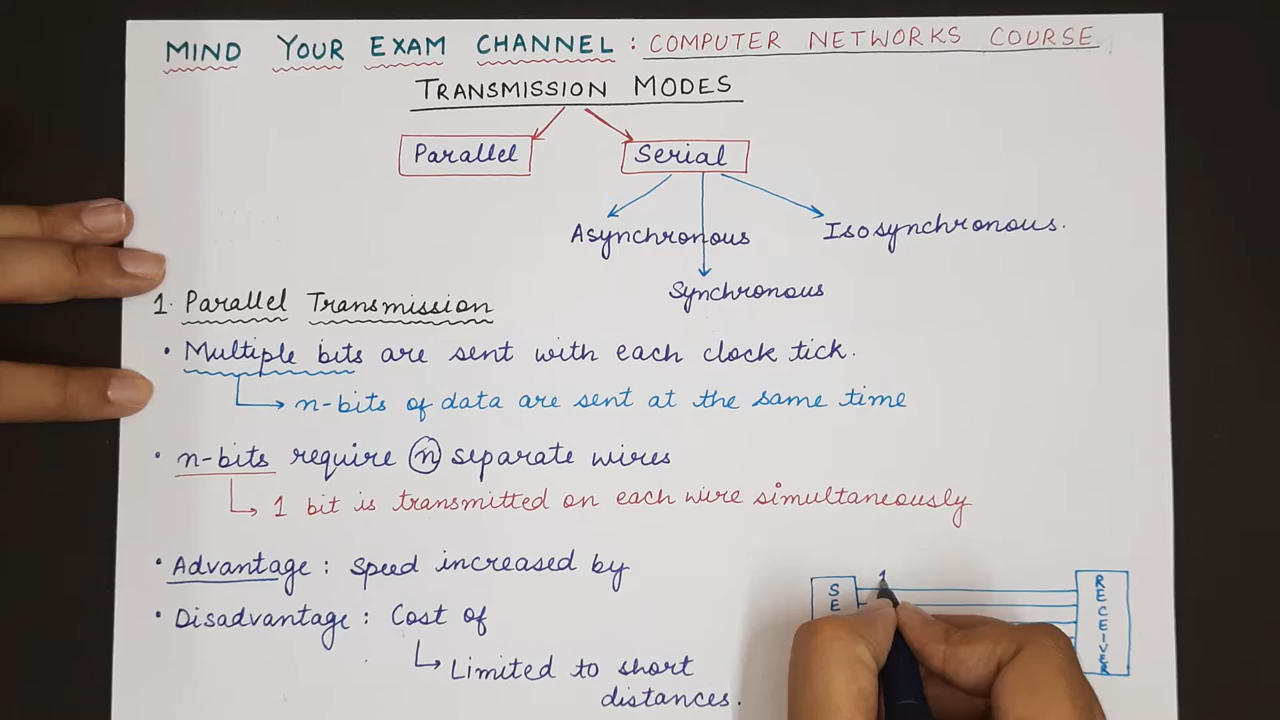 MIND YOUR EXAM CHANNEL : COMPUTER NETWORKS COURSE
TRANSMISSION MODES
Parallel Serial
Asynchronous Isosynchronous.
Synchronous
1. Parallel Transmission
• Multiple bits are sent with each clock tick.
n-bits of data are sent at the same time
• n-bits require n separate wires
1 bit is transmitted on each wire simultaneously
• Advantage : Speed increased by
• Disadvantage : Cost of
Limited to short
distances.
1
SE
RECEIVER